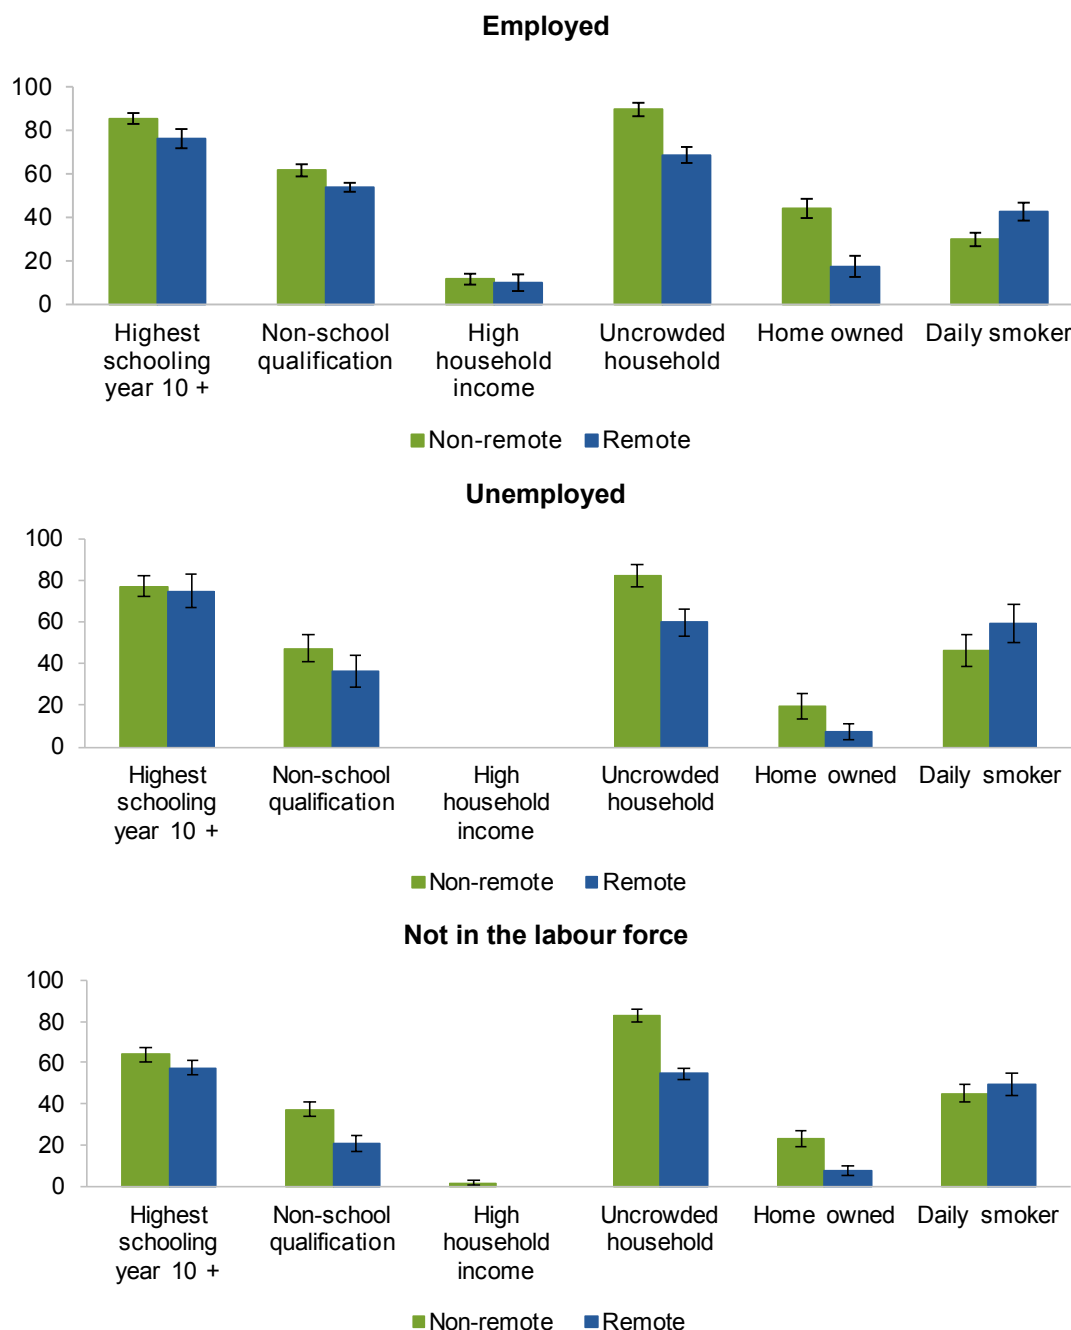 Employed
100
80
60
40
20
0
Highest schooling year 10 +
Non-school qualification
High household income
Uncrowded household
Home owned
Daily smoker
Non-remote Remote
Unemployed
100
80
60
40
20
0
Highest schooling year 10 +
Non-school qualification
High household income
Uncrowded household
Home owned
Daily smoker
Non-remote Remote
Not in the labour force
100
80
60
40
20
0
Highest schooling year 10 +
Non-school qualification
High household income
Uncrowded household
Home owned
Daily smoker
Non-remote Remote